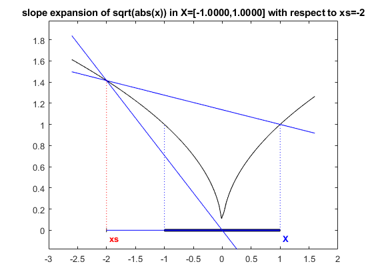 slope expansion of sqrt(abs(x)) in X=[-1.0000,1.0000] with respect to xs=-2
1.8
1.6
1.4
1.2
1
0.8
0.6
0.4
0.2
0
xs
X
-3 -2.5 -2 -1.5 -1 -0.5 0 0.5 1 1.5 2